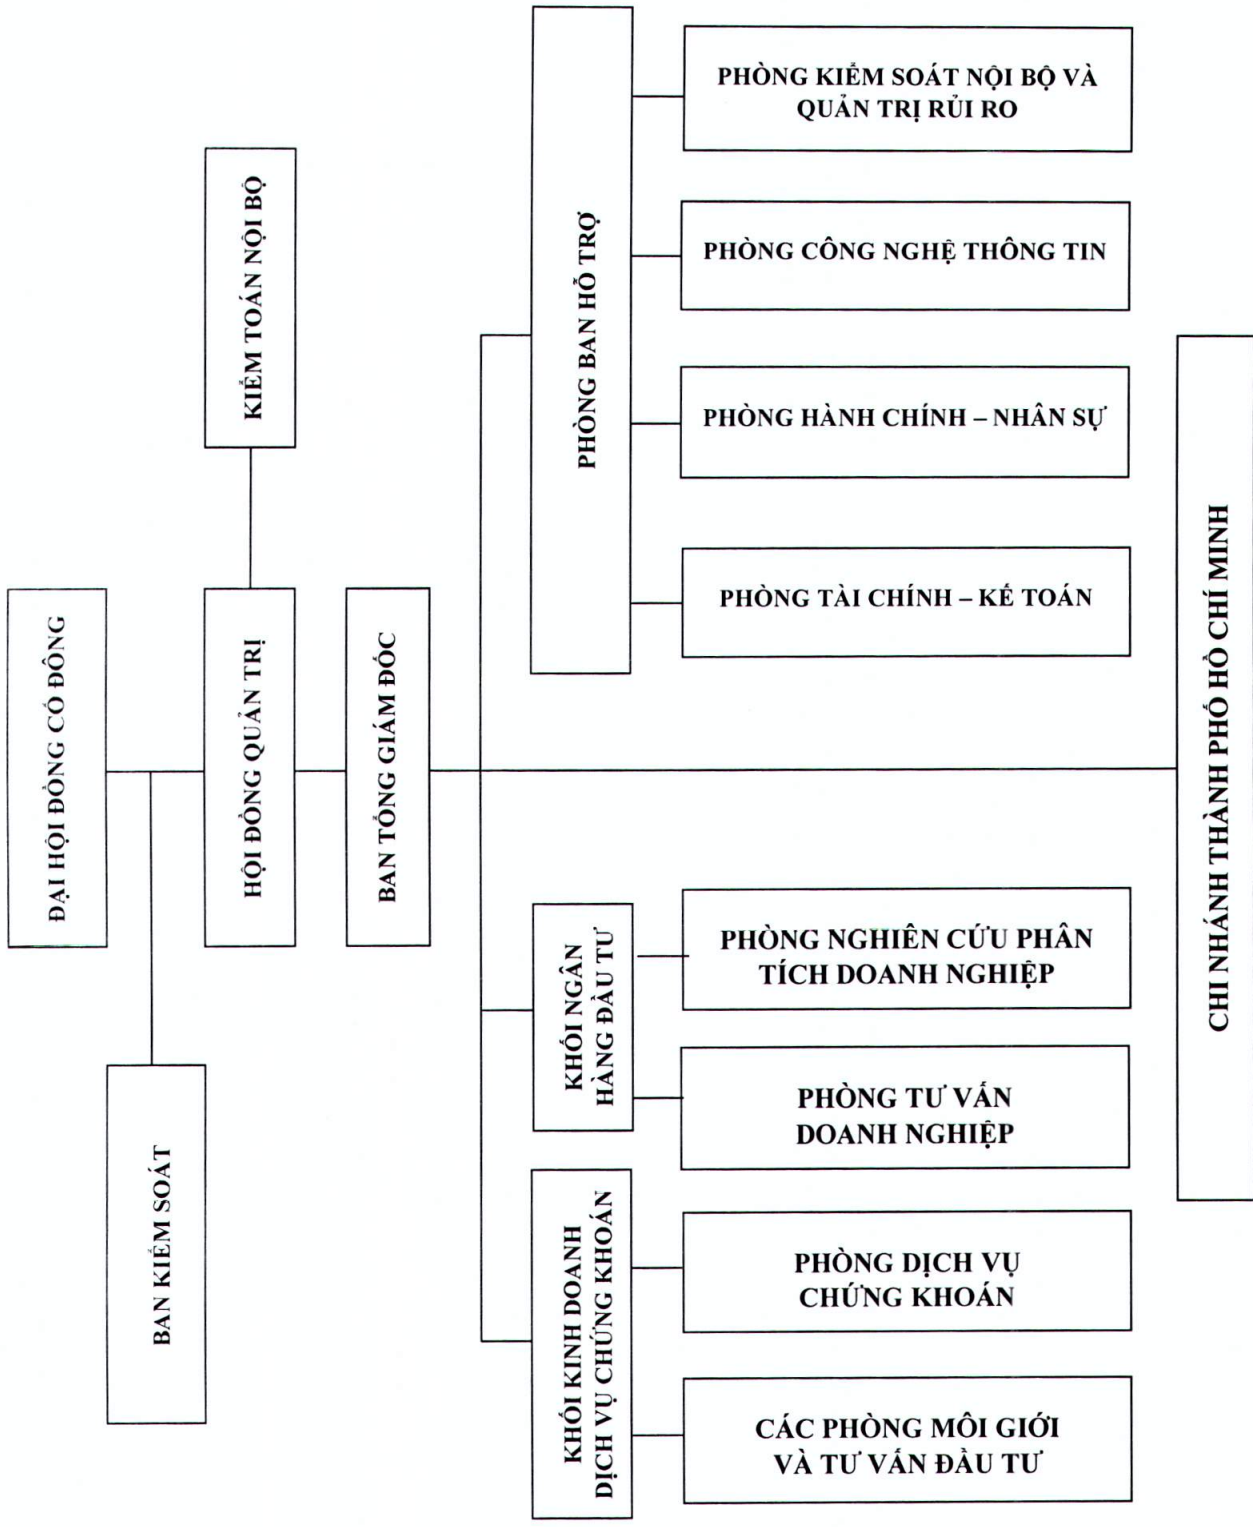 ĐẠI HỘI ĐỒNG CỔ ĐÔNG
BAN KIỂM SOÁT
HỘI ĐỒNG QUẢN TRỊ
KIỂM TOÁN NỘI BỘ
BAN TỔNG GIÁM ĐỐC
KHỐI KINH DOANH
DỊCH VỤ CHỨNG KHOÁN
KHỐI NGÂN
HÀNG ĐẦU TƯ
PHÒNG BAN HỖ TRỢ
CÁC PHÒNG MÔI GIỚI
VÀ TƯ VẤN ĐẦU TƯ
PHÒNG DỊCH VỤ
CHỨNG KHOÁN
PHÒNG TƯ VẤN
DOANH NGHIỆP
PHÒNG NGHIÊN CỨU PHÂN
TÍCH DOANH NGHIỆP
PHÒNG TÀI CHÍNH – KẾ TOÁN
PHÒNG HÀNH CHÍNH – NHÂN SỰ
PHÒNG CÔNG NGHỆ THÔNG TIN
PHÒNG KIỂM SOÁT NỘI BỘ VÀ
QUẢN TRỊ RỦI RO
CHI NHÁNH THÀNH PHỐ HỒ CHÍ MINH